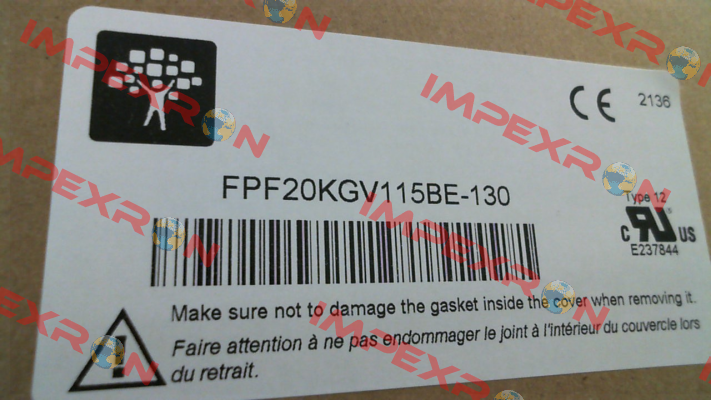 2136
FPF20KGV115BE-130
Type 12
C US
E237844
Make sure not to damage the gasket inside the cover when removing it.
Faire attention à ne pas endommager le joint à l'intérieur du couvercle lors
du retrait.
CE
IMPEXRON
IMPEXRON
IMPEXRON
IMPEXRON
IMPEXRON
IMPEXRON